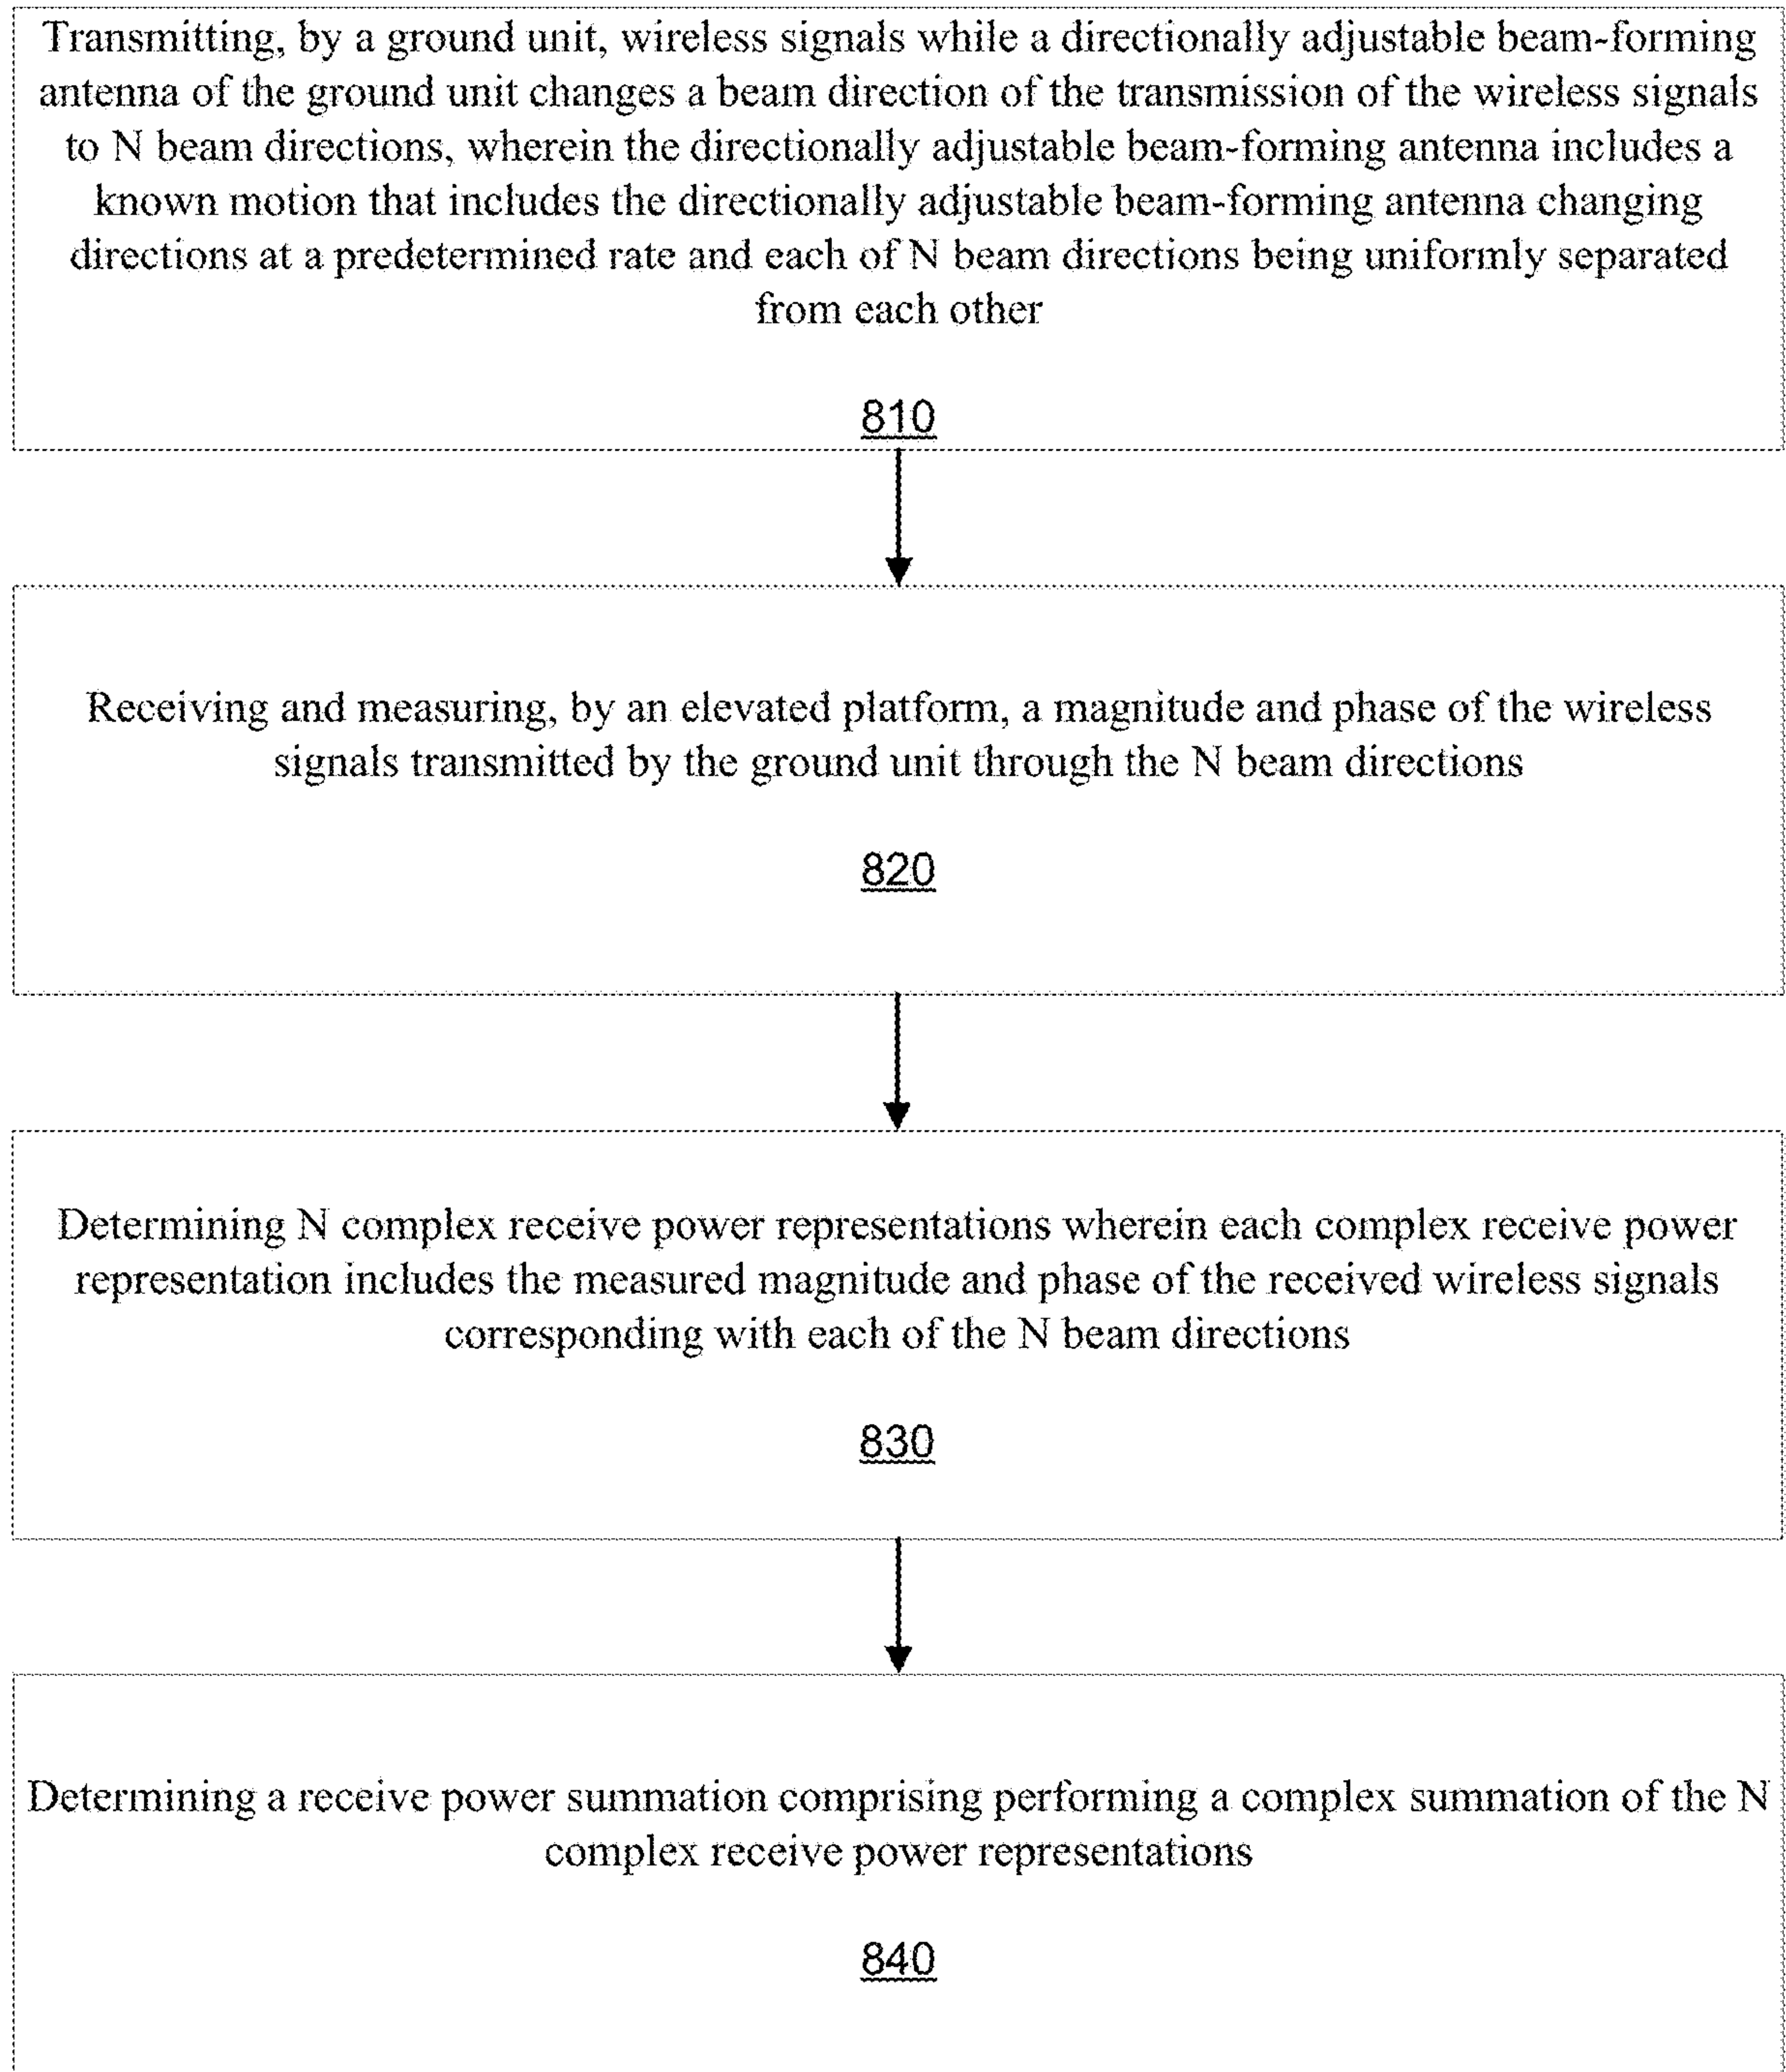 Transmitting, by a ground unit, wireless signals while a directionally adjustable beam-forming
antenna of the ground unit changes a beam direction of the transmission of the wireless signals
to N beam directions, wherein the directionally adjustable beam-forming antenna includes a
known motion that includes the directionally adjustable beam-forming antenna changing
directions at a predetermined rate and each of N beam directions being uniformly separated
from each other
810
Receiving and measuring, by an elevated platform, a magnitude and phase of the wireless
signals transmitted by the ground unit through the N beam directions
820
Determining N complex receive power representations wherein each complex receive power
representation includes the measured magnitude and phase of the received wireless signals
corresponding with each of the N beam directions
830
Determining a receive power summation comprising performing a complex summation of the N
complex receive power representations
840